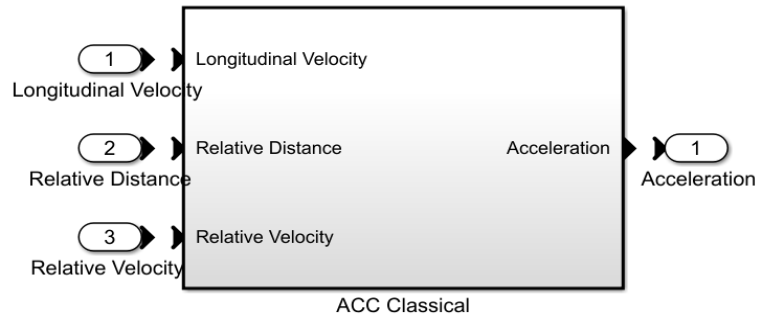 1
Longitudinal Velocity
Longitudinal Velocity
2
Relative Distance
Relative Distance
Acceleration
1
Acceleration
3
Relative Velocity
Relative Velocity
ACC Classical